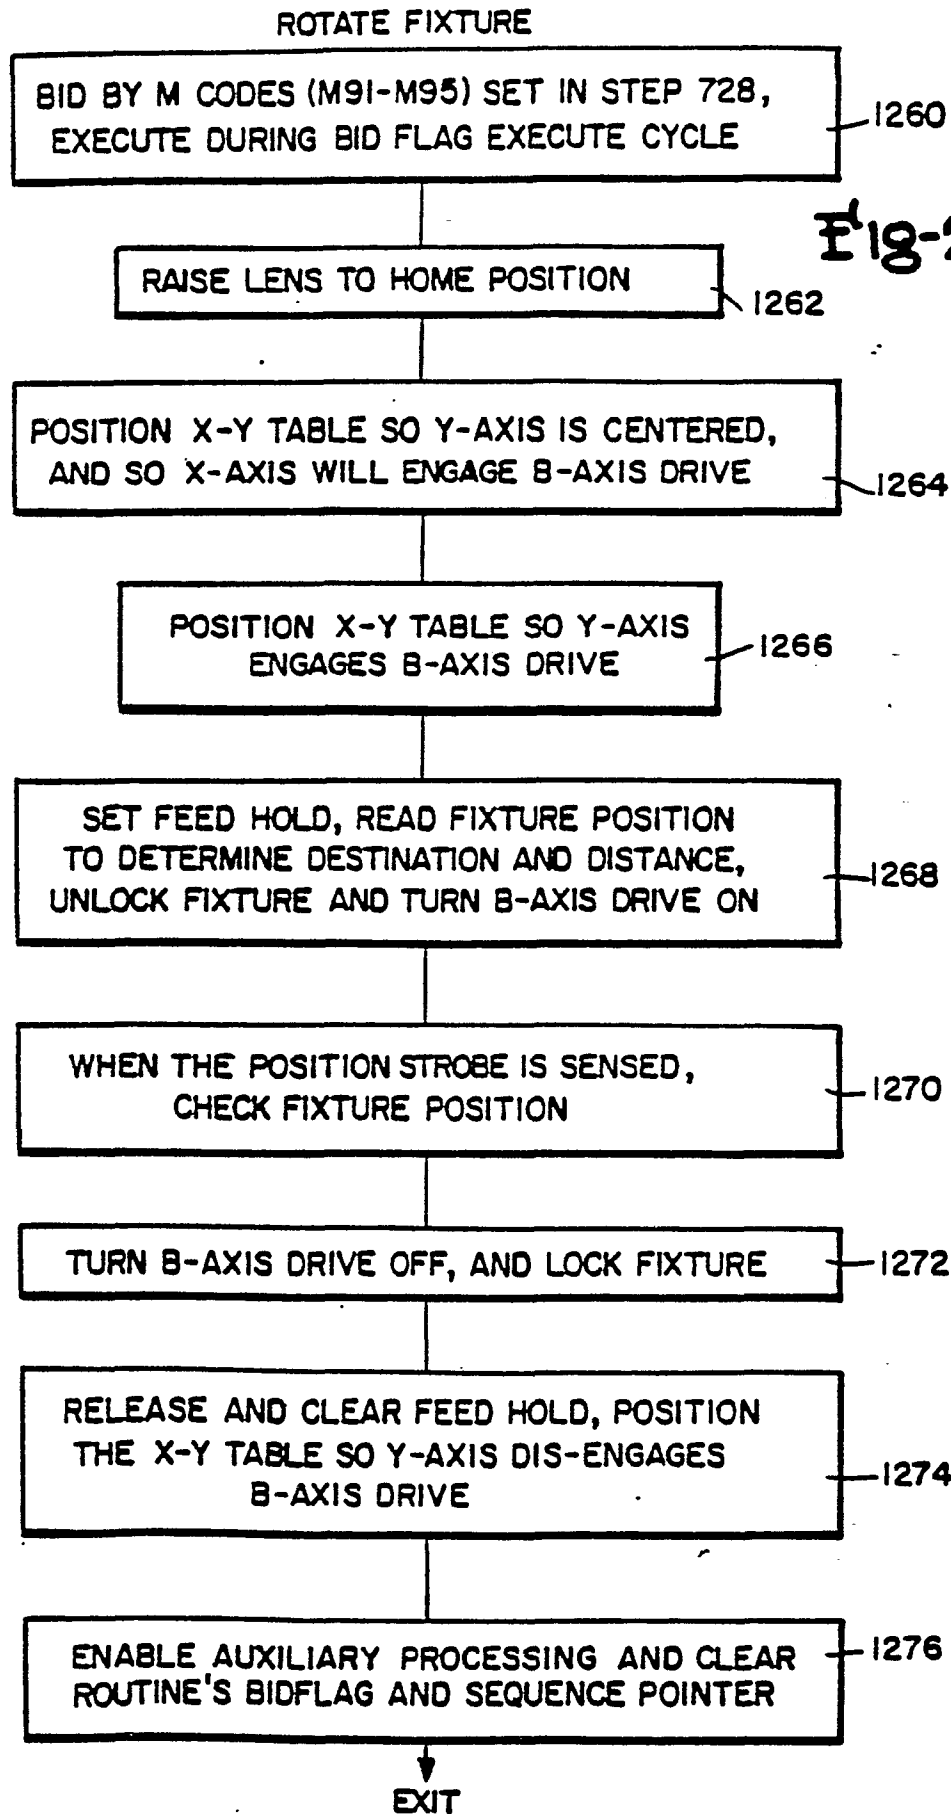 ROTATE FIXTURE
BID BY M CODES (M91-M95) SET IN STEP 728,
EXECUTE DURING BID FLAG EXECUTE CYCLE
1260
RAISE LENS TO HOME POSITION
1262
POSITION X-Y TABLE SO Y-AXIS IS CENTERED,
AND SO X-AXIS WILL ENGAGE B-AXIS DRIVE
1264
POSITION X-Y TABLE SO Y-AXIS
ENGAGES B-AXIS DRIVE
1266
SET FEED HOLD, READ FIXTURE POSITION
TO DETERMINE DESTINATION AND DISTANCE,
UNLOCK FIXTURE AND TURN B-AXIS DRIVE ON
1268
WHEN THE POSITION STROBE IS SENSED,
CHECK FIXTURE POSITION
1270
TURN B-AXIS DRIVE OFF, AND LOCK FIXTURE
1272
RELEASE AND CLEAR FEED HOLD, POSITION
THE X-Y TABLE SO Y-AXIS DIS-ENGAGES
B-AXIS DRIVE
1274
ENABLE AUXILIARY PROCESSING AND CLEAR
ROUTINE'S BIDFLAG AND SEQUENCE POINTER
1276
EXIT